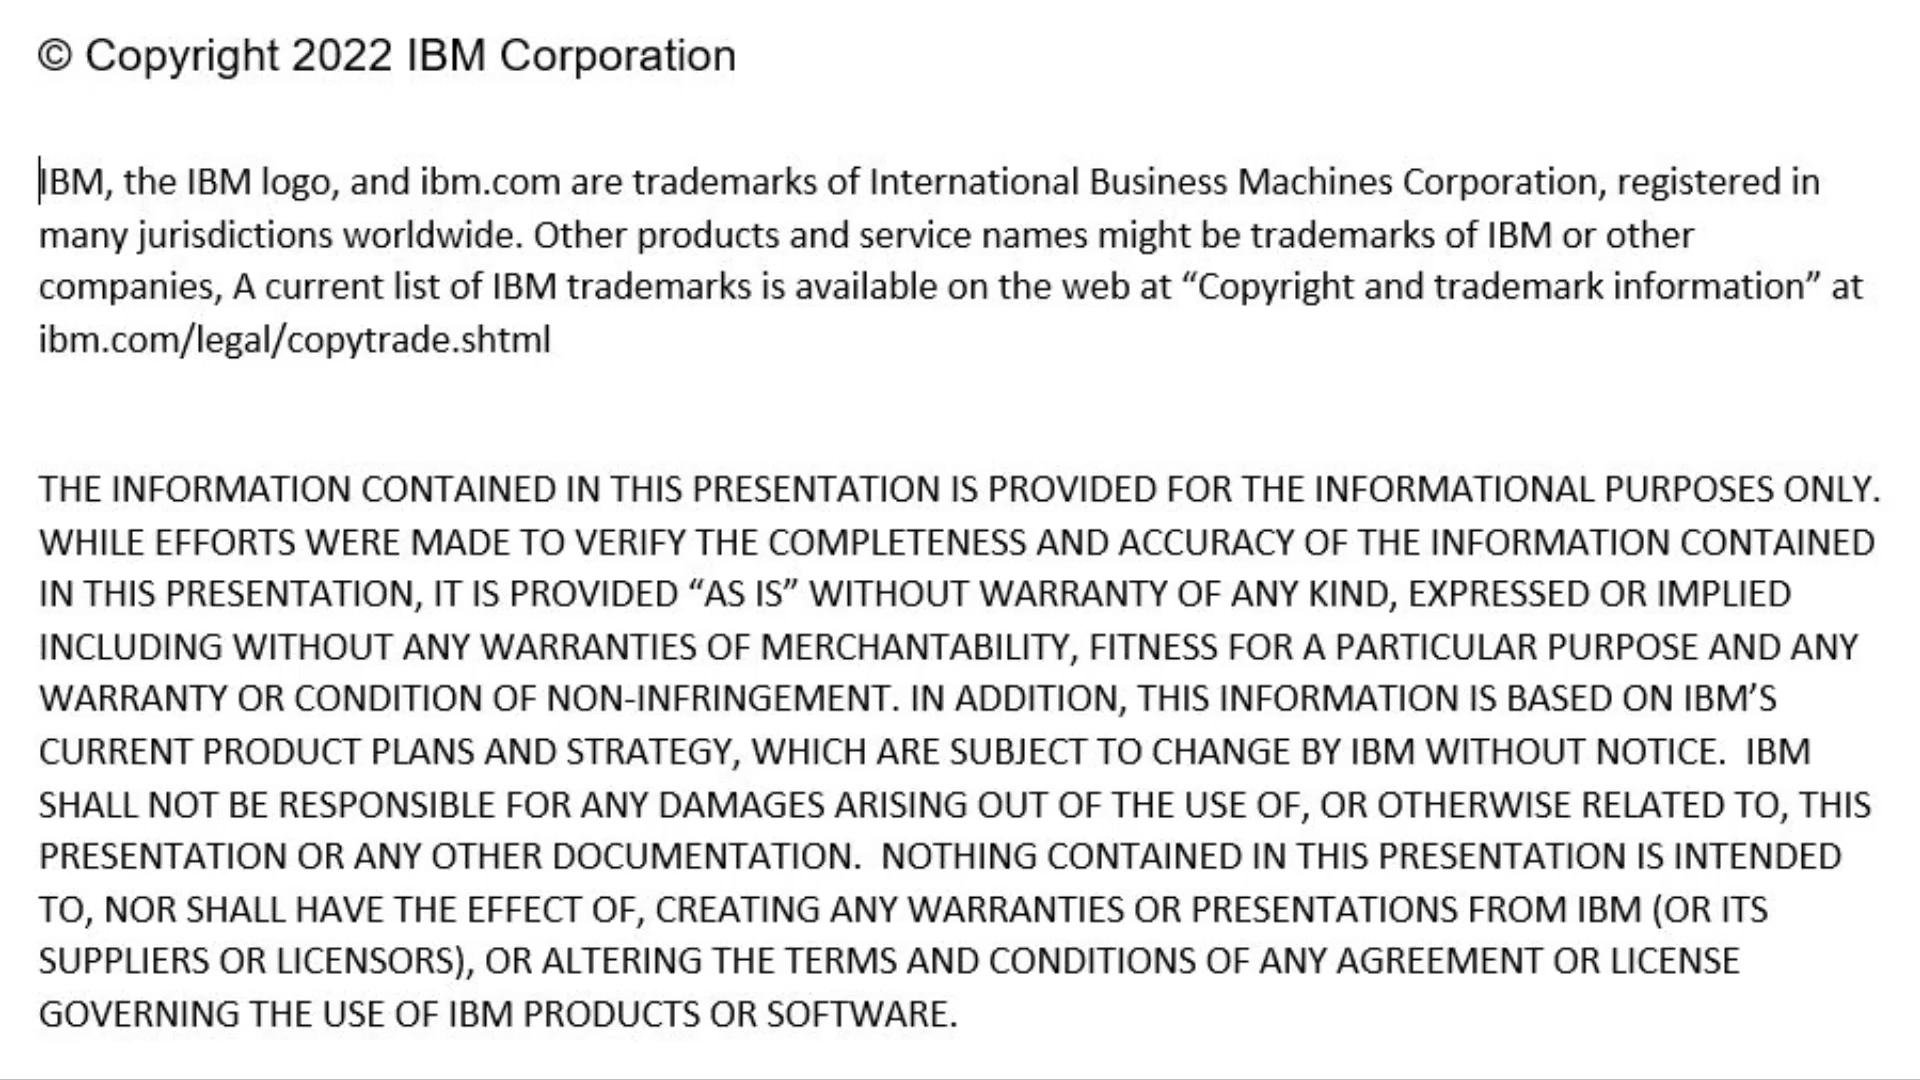 © Copyright 2022 IBM Corporation
IBM, the IBM logo, and ibm.com are trademarks of International Business Machines Corporation, registered in
many jurisdictions worldwide. Other products and service names might be trademarks of IBM or other
companies, A current list of IBM trademarks is available on the web at “Copyright and trademark information” at
ibm.com/legal/copytrade.shtml
THE INFORMATION CONTAINED IN THIS PRESENTATION IS PROVIDED FOR THE INFORMATIONAL PURPOSES ONLY.
WHILE EFFORTS WERE MADE TO VERIFY THE COMPLETENESS AND ACCURACY OF THE INFORMATION CONTAINED
IN THIS PRESENTATION, IT IS PROVIDED “AS IS” WITHOUT WARRANTY OF ANY KIND, EXPRESSED OR IMPLIED
INCLUDING WITHOUT ANY WARRANTIES OF MERCHANTABILITY, FITNESS FOR A PARTICULAR PURPOSE AND ANY
WARRANTY OR CONDITION OF NON-INFRINGEMENT. IN ADDITION, THIS INFORMATION IS BASED ON IBM’S
CURRENT PRODUCT PLANS AND STRATEGY, WHICH ARE SUBJECT TO CHANGE BY IBM WITHOUT NOTICE.  IBM
SHALL NOT BE RESPONSIBLE FOR ANY DAMAGES ARISING OUT OF THE USE OF, OR OTHERWISE RELATED TO, THIS
PRESENTATION OR ANY OTHER DOCUMENTATION.  NOTHING CONTAINED IN THIS PRESENTATION IS INTENDED
TO, NOR SHALL HAVE THE EFFECT OF, CREATING ANY WARRANTIES OR PRESENTATIONS FROM IBM (OR ITS
SUPPLIERS OR LICENSORS), OR ALTERING THE TERMS AND CONDITIONS OF ANY AGREEMENT OR LICENSE
GOVERNING THE USE OF IBM PRODUCTS OR SOFTWARE.